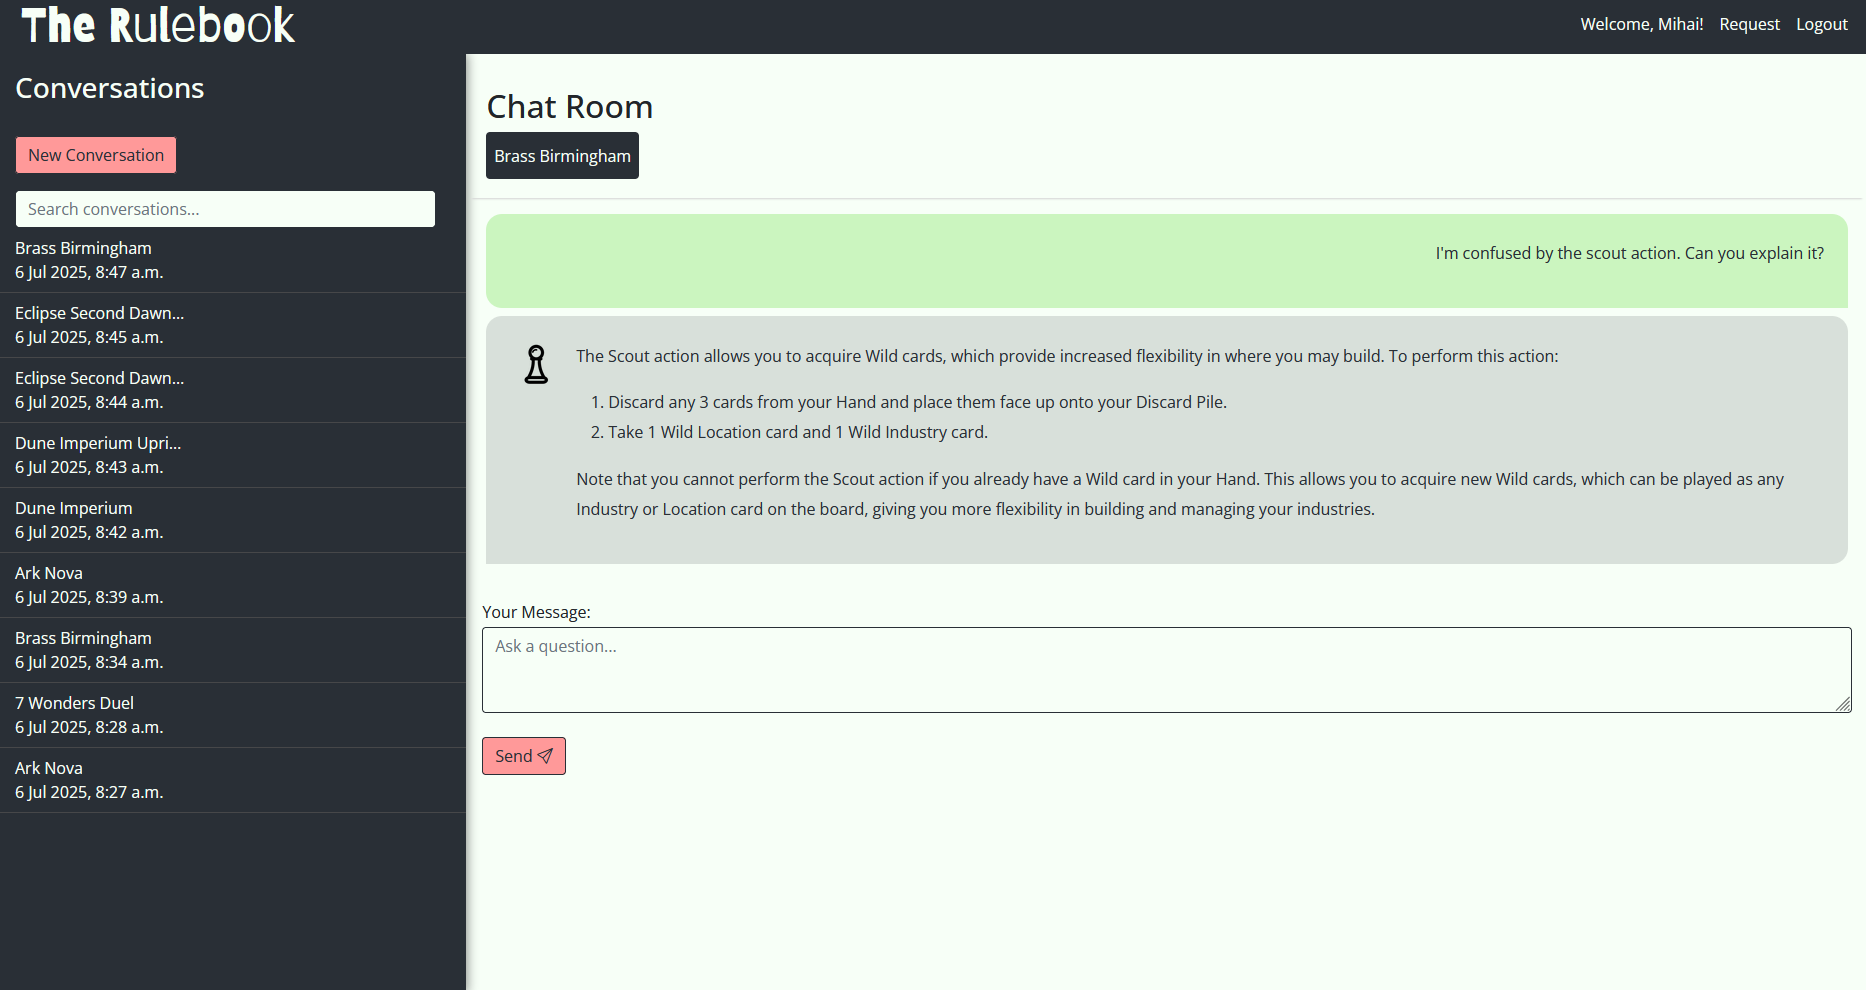 The Rulebook
Welcome, Mihai! Request Logout
Conversations
New Conversation
Search conversations...
Brass Birmingham
6 Jul 2025, 8:47 a.m.
Eclipse Second Dawn...
6 Jul 2025, 8:45 a.m.
Eclipse Second Dawn...
6 Jul 2025, 8:44 a.m.
Dune Imperium Upri...
6 Jul 2025, 8:43 a.m.
Dune Imperium
6 Jul 2025, 8:42 a.m.
Ark Nova
6 Jul 2025, 8:39 a.m.
Brass Birmingham
6 Jul 2025, 8:34 a.m.
7 Wonders Duel
6 Jul 2025, 8:28 a.m.
Ark Nova
6 Jul 2025, 8:27 a.m.
Chat Room
Brass Birmingham
I'm confused by the scout action. Can you explain it?
The Scout action allows you to acquire Wild cards, which provide increased flexibility in where you may build. To perform this action:
1. Discard any 3 cards from your Hand and place them face up onto your Discard Pile.
2. Take 1 Wild Location card and 1 Wild Industry card.
Note that you cannot perform the Scout action if you already have a Wild card in your Hand. This allows you to acquire new Wild cards, which can be played as any
Industry or Location card on the board, giving you more flexibility in building and managing your industries.
Your Message:
Ask a question...
Send